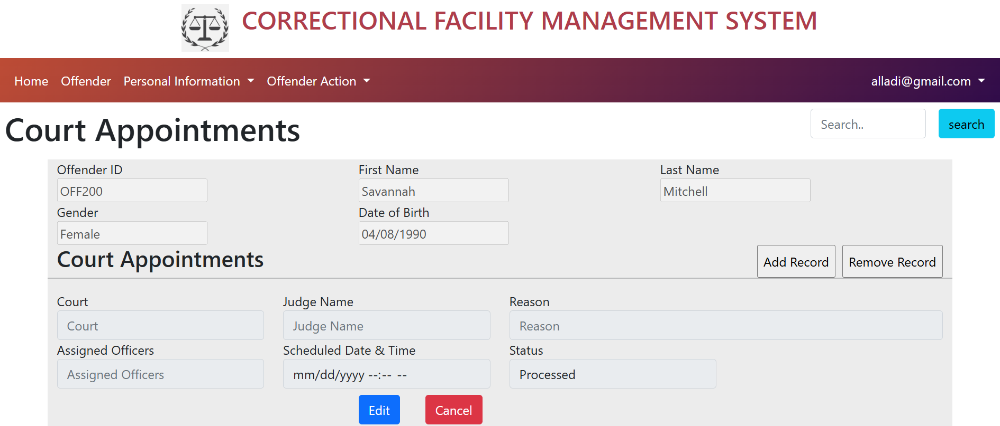 CORRECTIONAL FACILITY MANAGEMENT SYSTEM
Home Offender Personal Information Offender Action alladi@gmail.com
Court Appointments Search.. search
Offender ID First Name Last Name
OFF200 Savannah Mitchell
Gender Date of Birth
Female 04/08/1990
Court Appointments Add Record Remove Record
Court Judge Name Reason
Court Judge Name Reason
Assigned Officers Scheduled Date & Time Status
Assigned Officers mm/dd/yyyy --:-- -- Processed
Edit Cancel